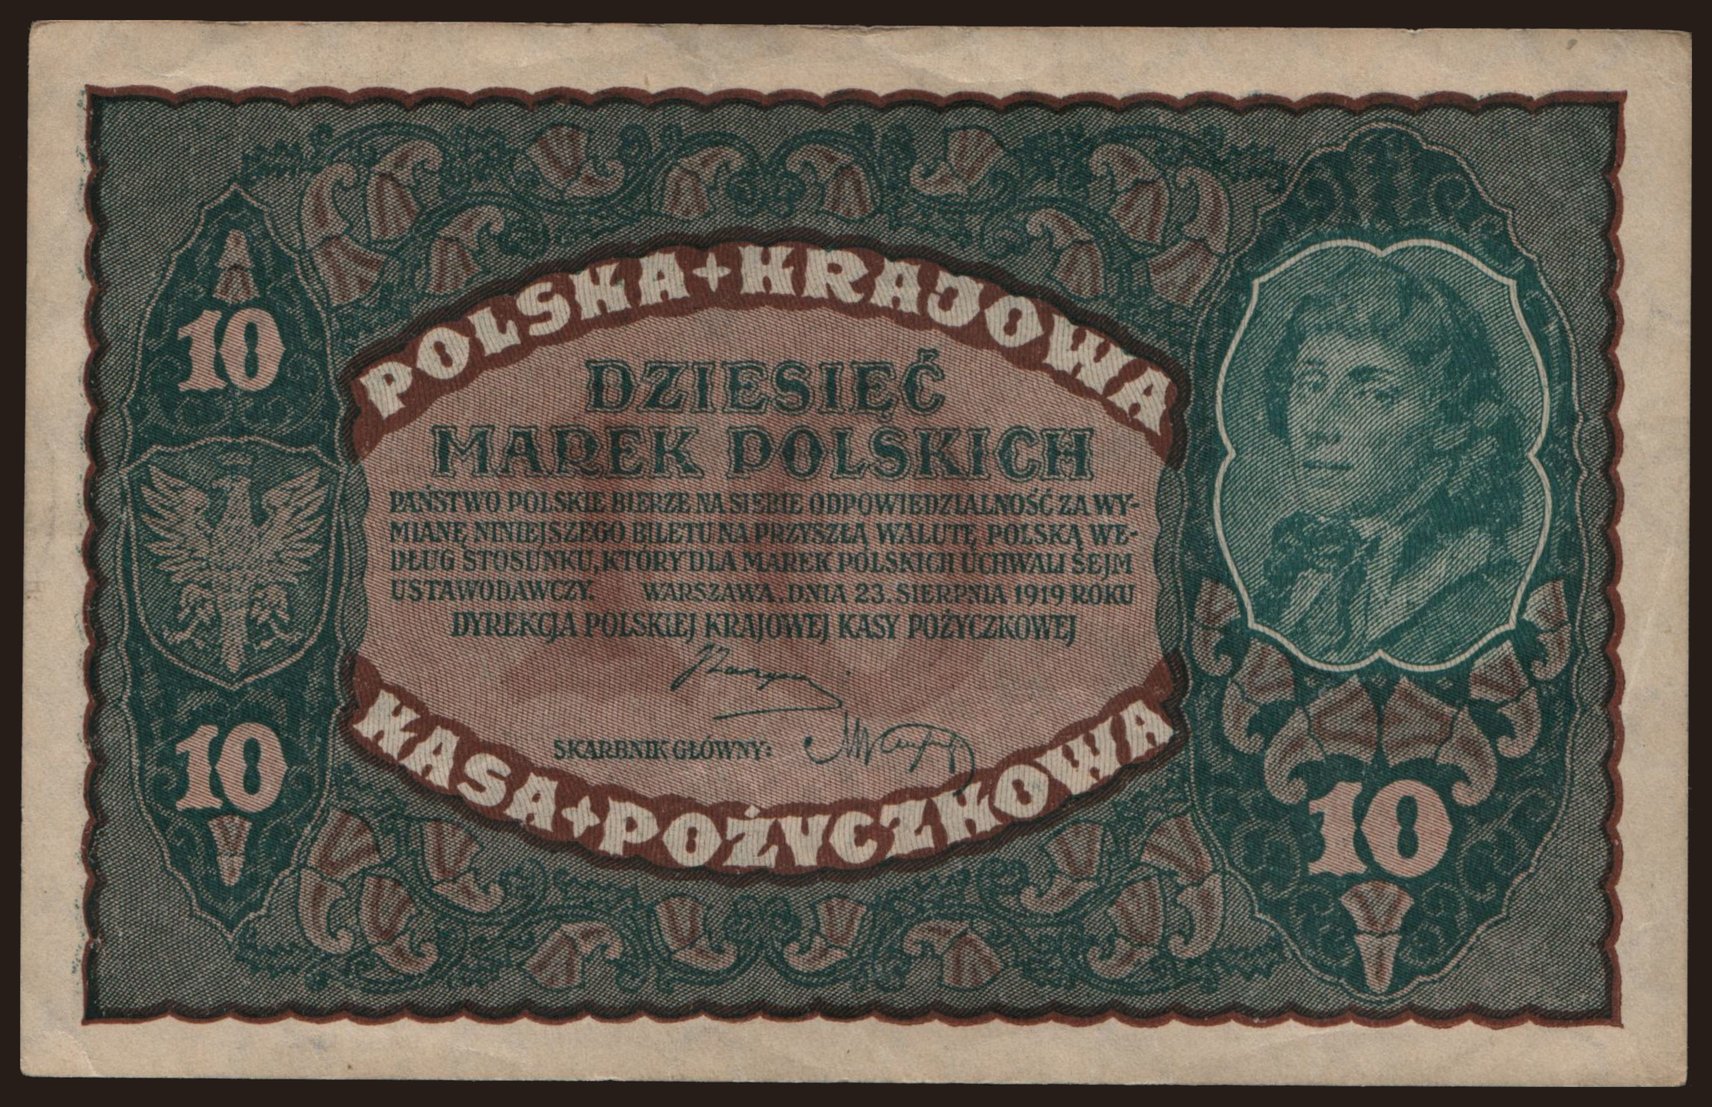 POLSKA + KRAJOWA
10
DZIESIĘĆ
MAREK POLSKICH
PAŃSTWO POLSKIE BIERZE NA SIEBIE ODPOWIEDZIALNOŚĆ ZA WY-
MIANĘ NINIEJSZEGO BILETU NA PRZYSZŁĄ WALUTĘ POLSKĄ WE-
DŁUG STOSUNKU, KTÓRY DLA MAREK POLSKICH UCHWALI SEJM
USTAWODAWCZY. WARSZAWA, DNIA 23. SIERPNIA 1919 ROKU
DYREKCJA POLSKIEJ KRAJOWEJ KASY POŻYCZKOWEJ
SKARBNIK GŁÓWNY:
10
10
KASA + POŻYCZKOWA